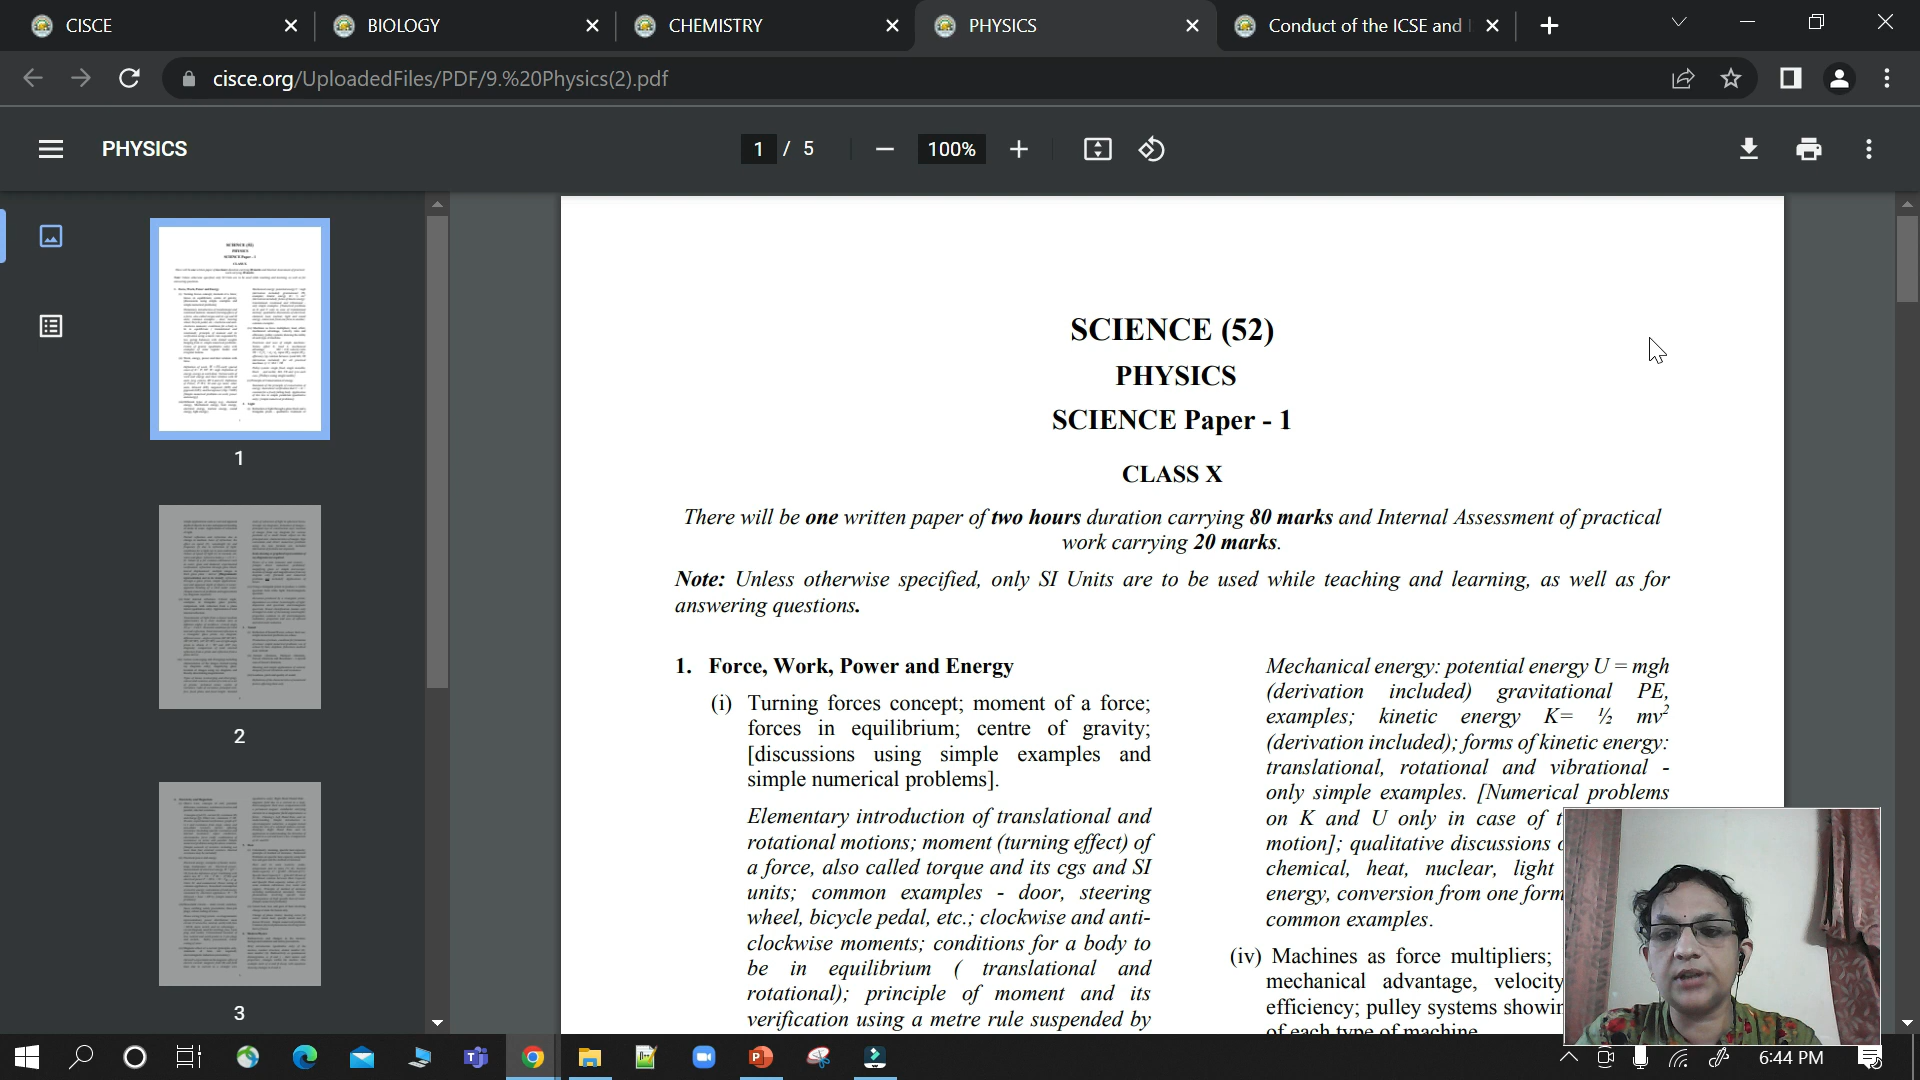 CISCE
BIOLOGY
CHEMISTRY
PHYSICS
Conduct of the ICSE and
cisce.org/UploadedFiles/PDF/9.%20Physics(2).pdf
PHYSICS
1 / 5
100%
1
2
3
SCIENCE (52)
PHYSICS
SCIENCE Paper - 1
CLASS X
There will be one written paper of two hours duration carrying 80 marks and Internal Assessment of practical
work carrying 20 marks.
Note: Unless otherwise specified, only SI Units are to be used while teaching and learning, as well as for
answering questions.
1. Force, Work, Power and Energy
(i) Turning forces concept; moment of a force;
forces in equilibrium; centre of gravity;
[discussions using simple examples and
simple numerical problems].
Elementary introduction of translational and
rotational motions; moment (turning effect) of
a force, also called torque and its cgs and SI
units; common examples - door, steering
wheel, bicycle pedal, etc.; clockwise and anti-
clockwise moments; conditions for a body to
be in equilibrium ( translational and
rotational); principle of moment and its
verification using a metre rule suspended by
Mechanical energy: potential energy U = mgh
(derivation included) gravitational PE,
examples; kinetic energy K= ½ mv²
(derivation included); forms of kinetic energy:
translational, rotational and vibrational -
only simple examples. [Numerical problems
on K and U only in case of
motion]; qualitative discussions
chemical, heat, nuclear, light
energy, conversion from one form
common examples.
(iv) Machines as force multipliers;
mechanical advantage, velocity
efficiency; pulley systems
of each type of machine
6:44 PM